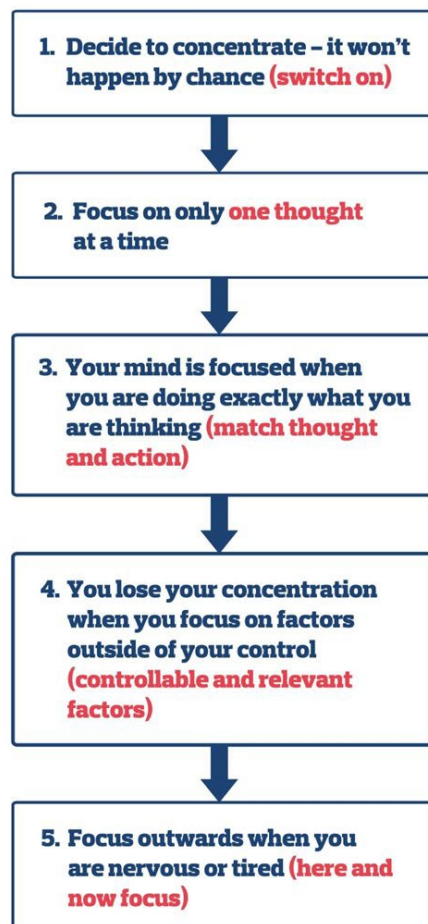 1. Decide to concentrate – it won't
happen by chance (switch on)
2. Focus on only one thought
at a time
3. Your mind is focused when
you are doing exactly what you
are thinking (match thought
and action)
4. You lose your concentration
when you focus on factors
outside of your control
(controllable and relevant
factors)
5. Focus outwards when you
are nervous or tired (here and
now focus)